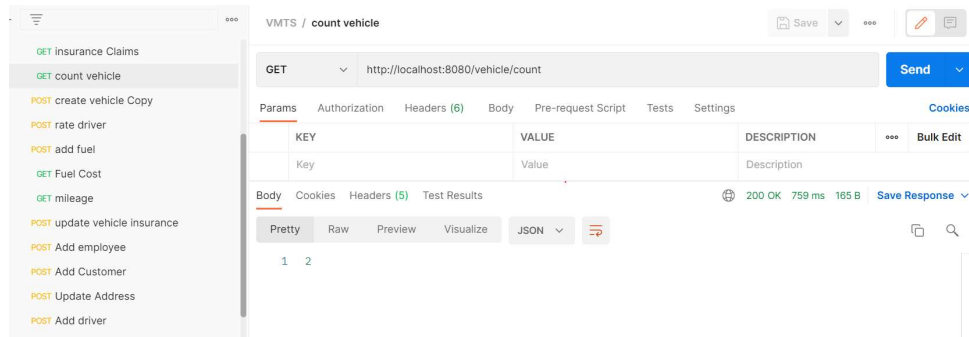 VMTS / count vehicle
Save
GET insurance Claims
GET count vehicle
POST create vehicle Copy
POST rate driver
POST add fuel
GET Fuel Cost
GET mileage
POST update vehicle insurance
POST Add employee
POST Add Customer
POST Update Address
POST Add driver
GET http://localhost:8080/vehicle/count Send
Params Authorization Headers (6) Body Pre-request Script Tests Settings Cookies
KEY VALUE DESCRIPTION Bulk Edit
Key Value Description
Body Cookies Headers (5) Test Results 200 OK 759 ms 165 B Save Response
Pretty Raw Preview Visualize JSON
1 2